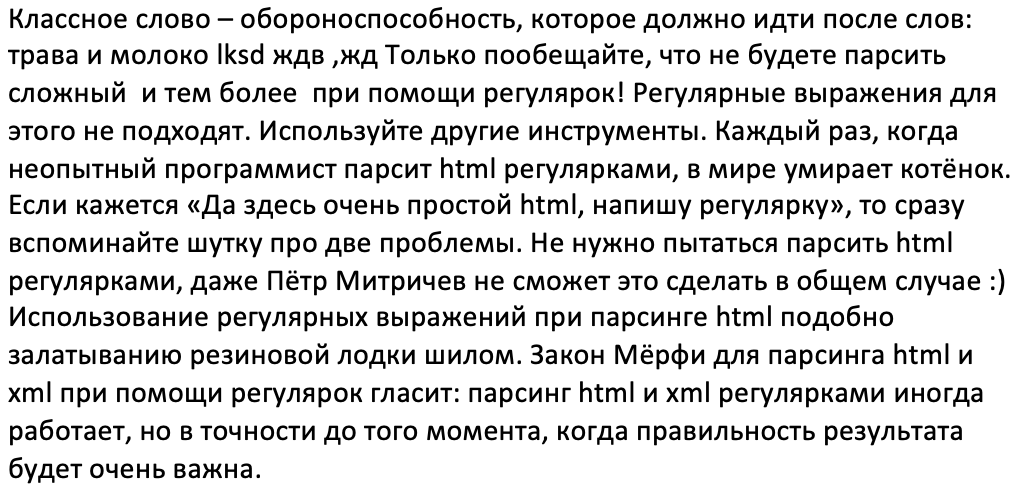 Классное слово – обороноспособность, которое должно идти после слов:
трава и молоко lksd ждв ,жд Только пообещайте, что не будете парсить
сложный  и тем более  при помощи регулярок! Регулярные выражения для
этого не подходят. Используйте другие инструменты. Каждый раз, когда
неопытный программист парсит html регулярками, в мире умирает котёнок.
Если кажется «Да здесь очень простой html, напишу регулярку», то сразу
вспоминайте шутку про две проблемы. Не нужно пытаться парсить html
регулярками, даже Пётр Митричев не сможет это сделать в общем случае :)
Использование регулярных выражений при парсинге html подобно
залатыванию резиновой лодки шилом. Закон Мёрфи для парсинга html и
xml при помощи регулярок гласит: парсинг html и xml регулярками иногда
работает, но в точности до того момента, когда правильность результата
будет очень важна.